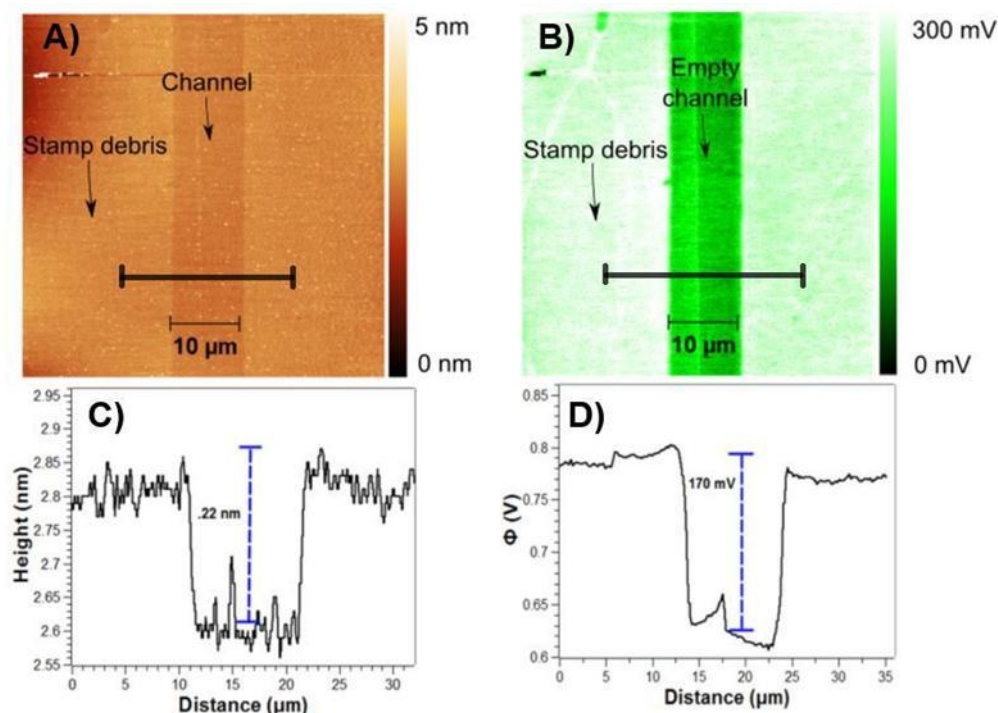 A)
Channel
Stamp debris
10 µm
5 nm
0 nm
B)
Empty
channel
Stamp debris
10 µm
300 mV
0 mV
C)
2.95
2.9
2.85
2.8
2.75
2.7
2.65
2.6
2.55
Height (nm)
.22 nm
0
5
10
15
20
25
30
Distance (µm)
D)
0.8
0.75
0.7
0.65
0.6
Φ (V)
170 mV
0
5
10
15
20
25
30
35
Distance (µm)